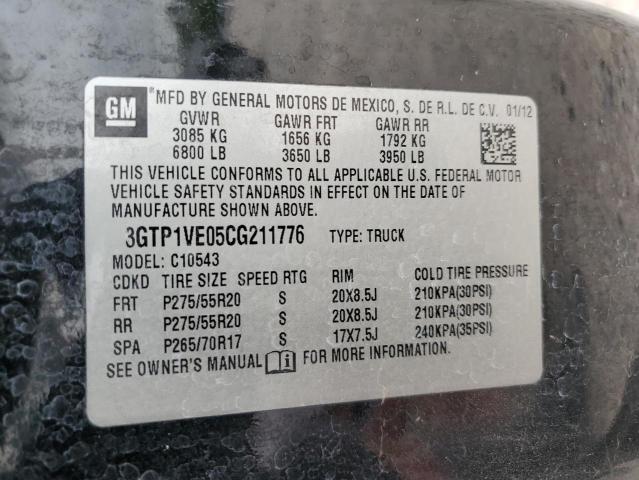 GM MFD BY GENERAL MOTORS DE MEXICO, S. DE R.L. DE C.V. 01/12
GVWR GAWR FRT GAWR RR
3085 KG 1656 KG 1792 KG
6800 LB 3650 LB 3950 LB
THIS VEHICLE CONFORMS TO ALL APPLICABLE U.S. FEDERAL MOTOR
VEHICLE SAFETY STANDARDS IN EFFECT ON THE DATE OF
MANUFACTURE SHOWN ABOVE.
3GTP1VE05CG211776 TYPE: TRUCK
MODEL: C10543
CDKD TIRE SIZE SPEED RTG RIM COLD TIRE PRESSURE
FRT P275/55R20 S 20X8.5J 210KPA(30PSI)
RR P275/55R20 S 20X8.5J 210KPA(30PSI)
SPA P265/70R17 S 17X7.5J 240KPA(35PSI)
SEE OWNER'S MANUAL FOR MORE INFORMATION.